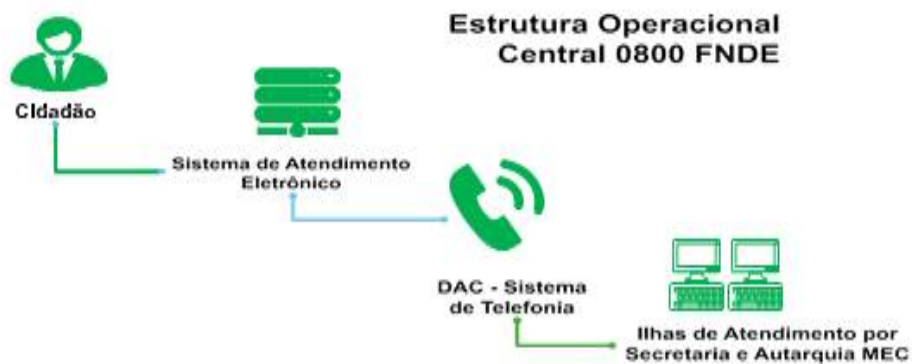 Estrutura Operacional
Central 0800 FNDE
CIdadão
Sistema de Atendimento
Eletrônico
DAC - Sistema
de Telefonia
Ilhas de Atendimento por
Secretaria e Autarquia MEC